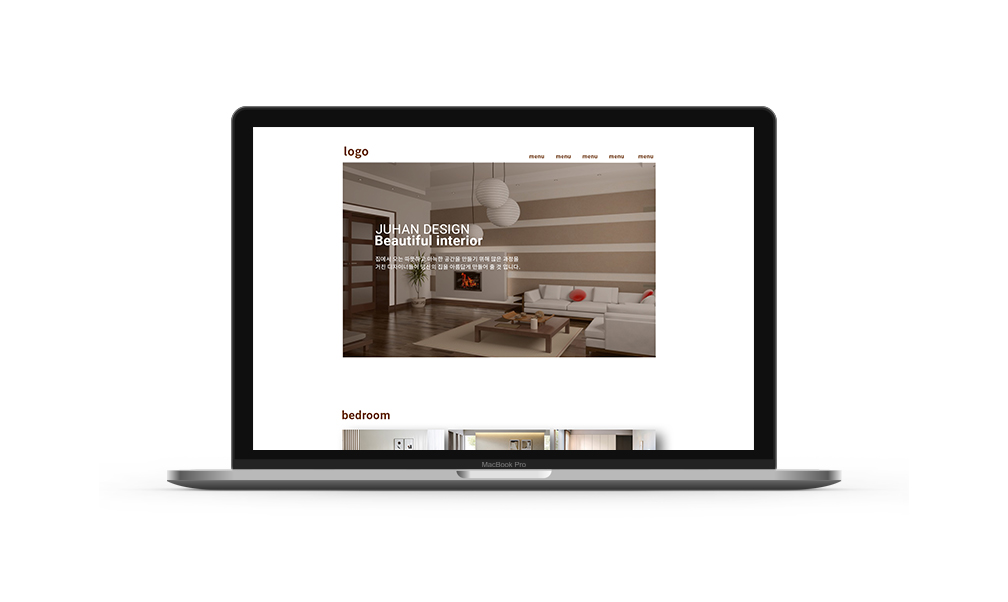 logo
menu menu menu menu menu
JUHAN DESIGN
Beautiful interior
집에서 오는 따뜻하고 아늑한 공간을 만들기 위해 많은 과정을
거친 디자이너들이 당신의 집을 아름답게 만들어 줄 것 입니다.
bedroom
MacBook Pro